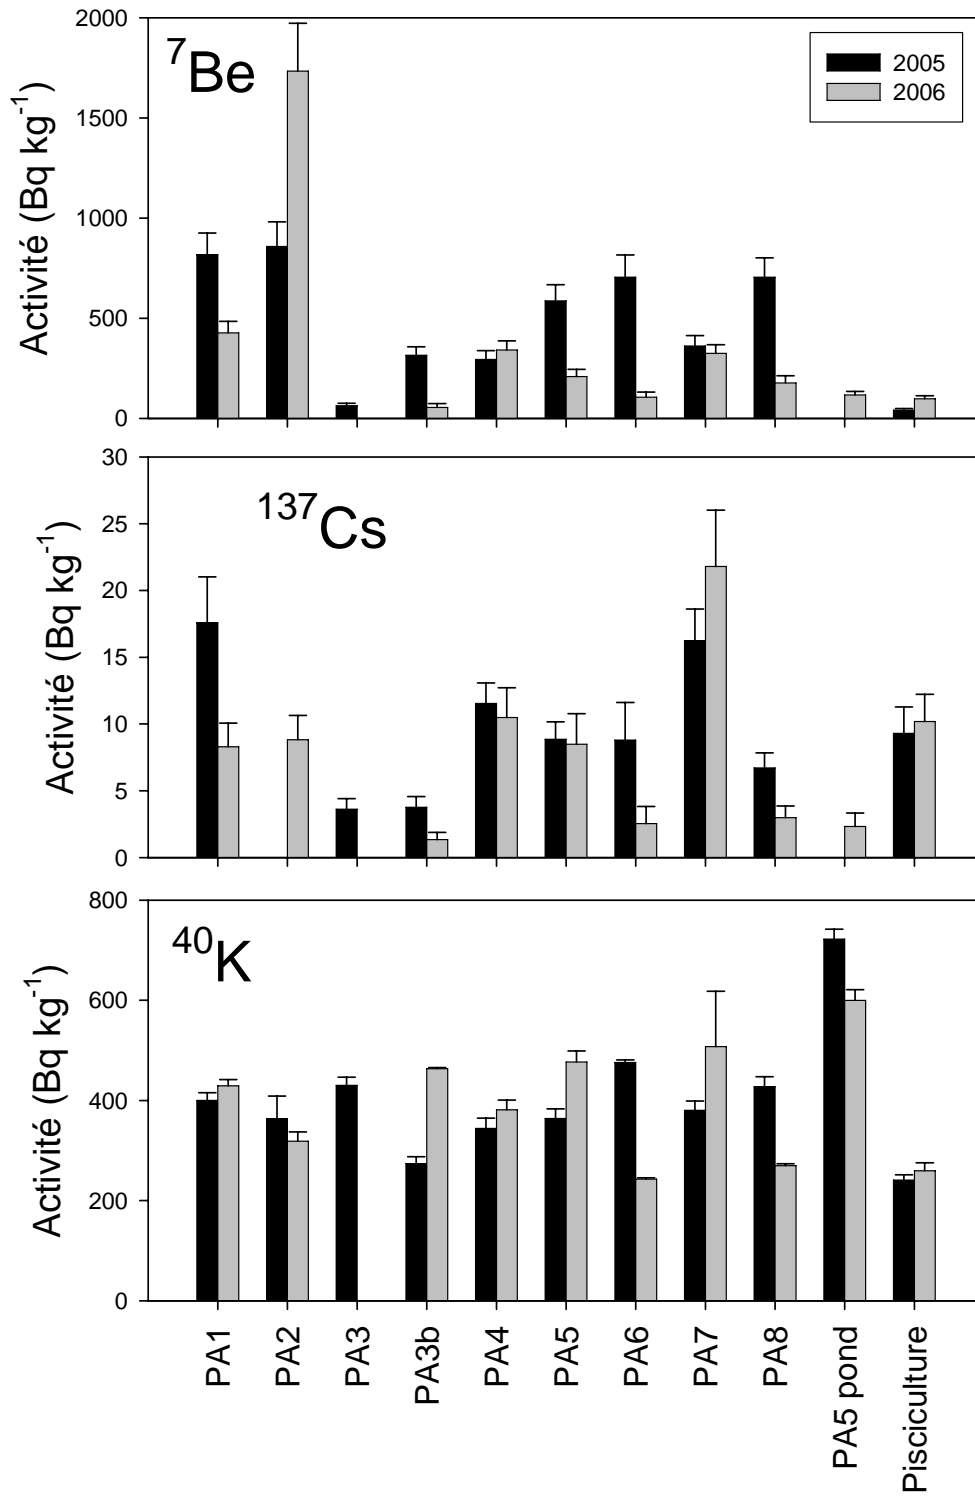 ⁷Be
2005
2006
Activité (Bq kg⁻¹)
2000
1500
1000
500
0
¹³⁷Cs
Activité (Bq kg⁻¹)
30
25
20
15
10
5
0
⁴⁰K
Activité (Bq kg⁻¹)
800
600
400
200
0
PA1
PA2
PA3
PA3b
PA4
PA5
PA6
PA7
PA8
PA5 pond
Pisciculture